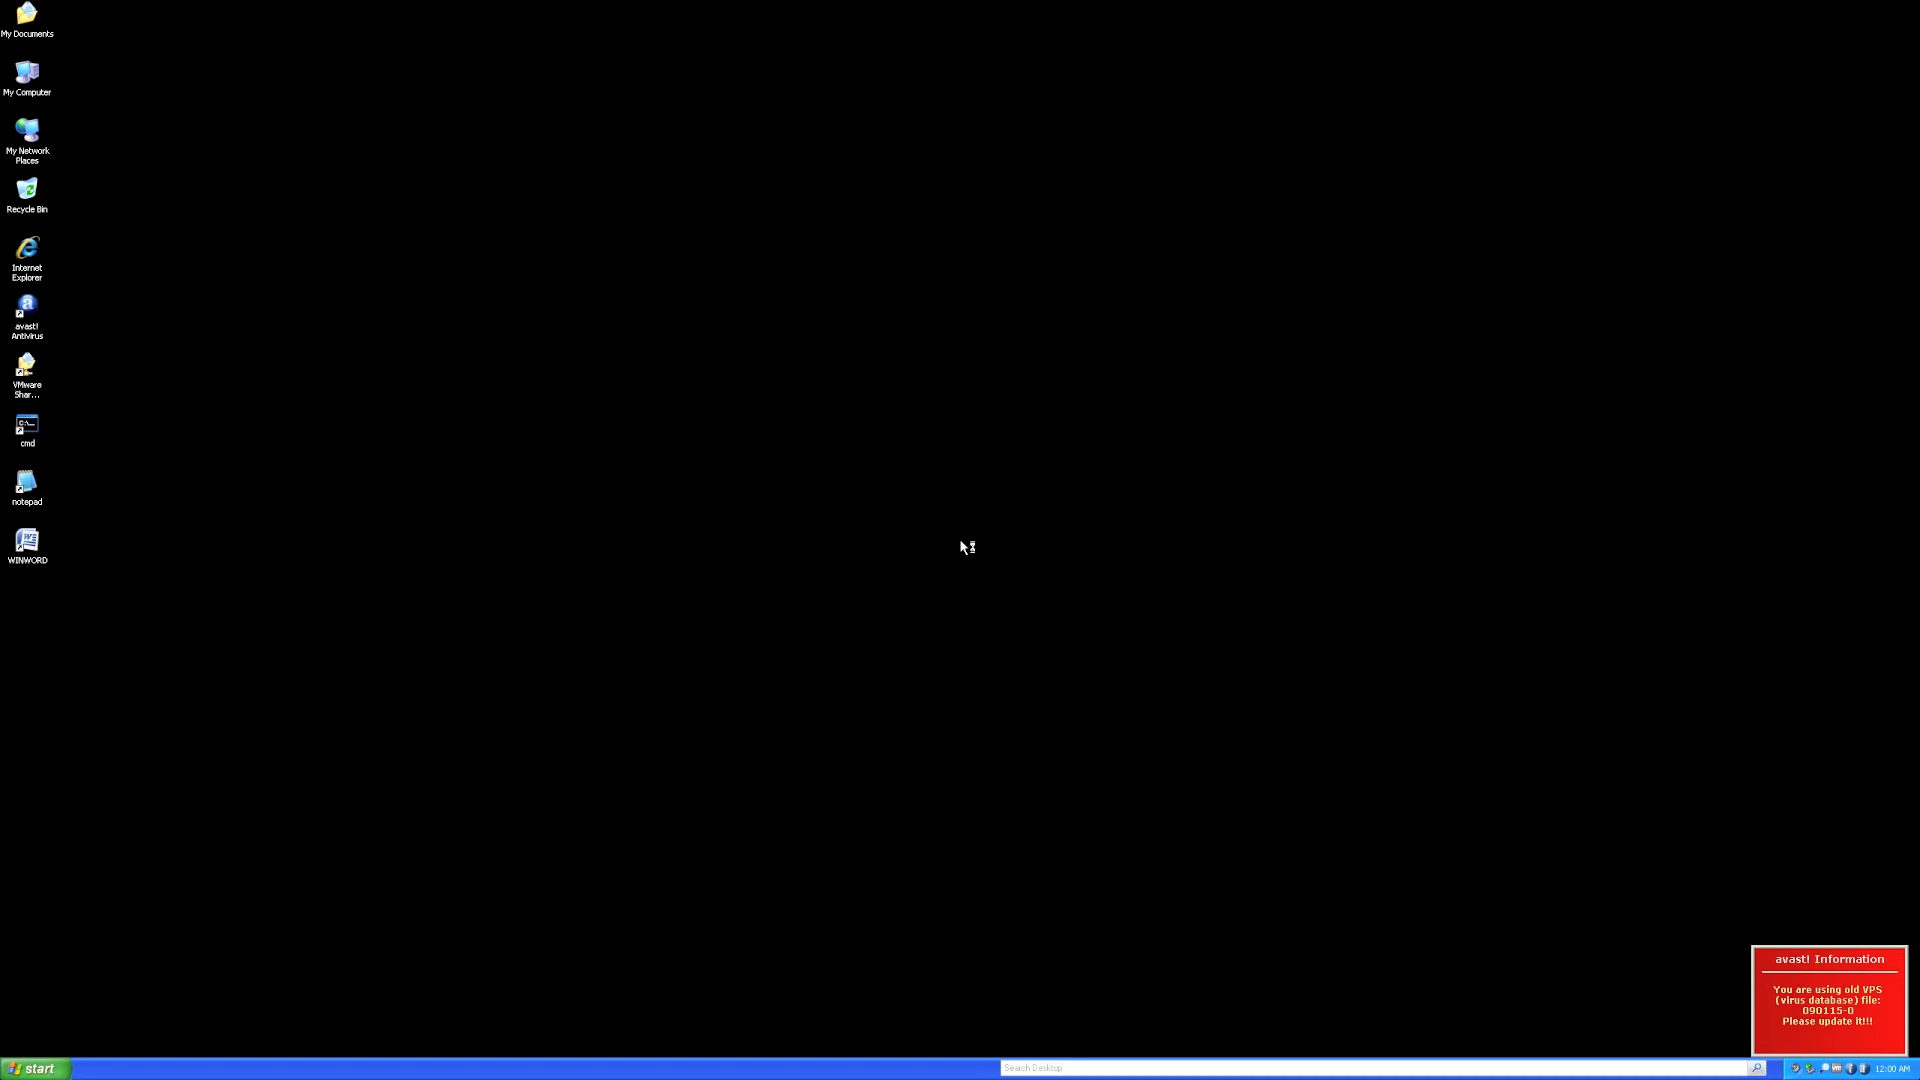 My Documents
My Computer
My Network
Places
Recycle Bin
Internet
Explorer
avast!
Antivirus
VMware
Shar...
cmd
notepad
WINWORD
avast! Information
You are using old VPS
(virus database) file:
090115-0
Please update it!!!
start
Search Desktop
12:00 AM